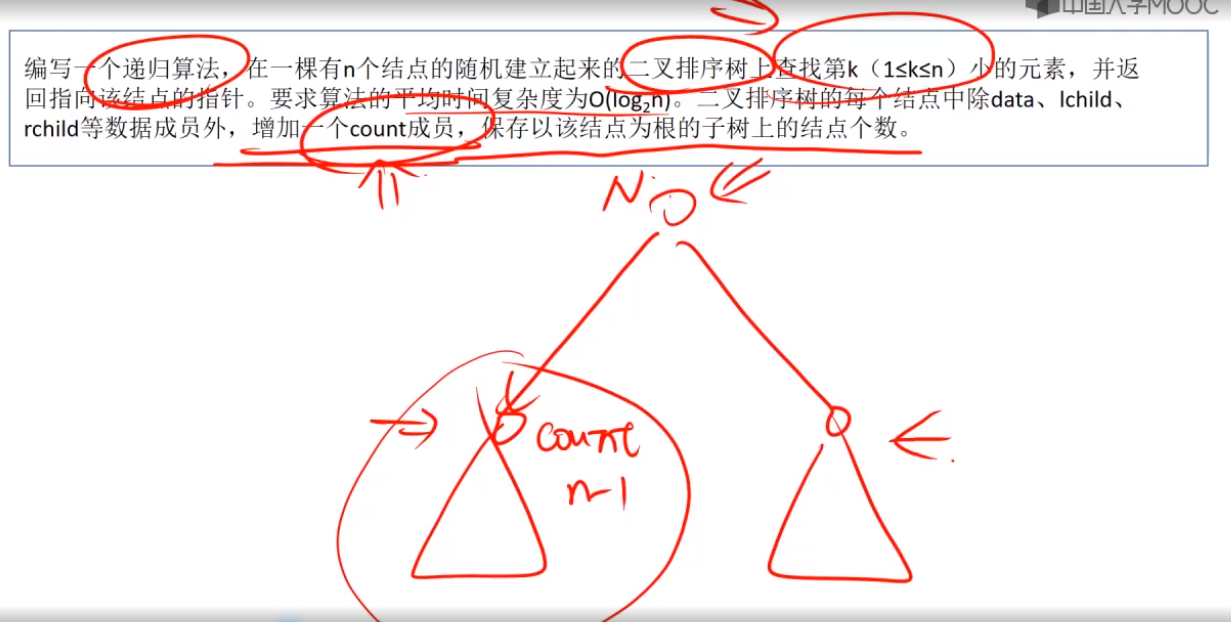 中国大学MOOC
编写一个递归算法，在一棵有n个结点的随机建立起来的二叉排序树上查找第k（1≤k≤n）小的元素，并返
回指向该结点的指针。要求算法的平均时间复杂度为O(log₂n)。二叉排序树的每个结点中除data、lchild、
rchild等数据成员外，增加一个count成员，保存以该结点为根的子树上的结点个数。
N
count
n-1